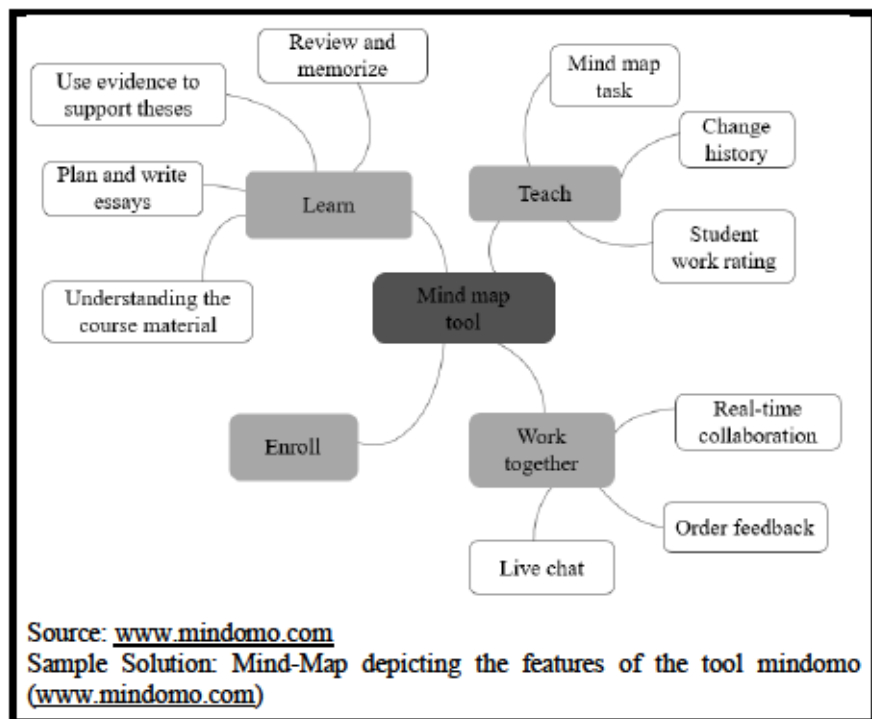 Review and
memorize
Use evidence to
support theses
Plan and write
essays
Understanding the
course material
Learn
Mind map
task
Change
history
Student
work rating
Teach
Mind map
tool
Enroll
Work
together
Real-time
collaboration
Order feedback
Live chat
Source: www.mindomo.com
Sample Solution: Mind-Map depicting the features of the tool mindomo
(www.mindomo.com)